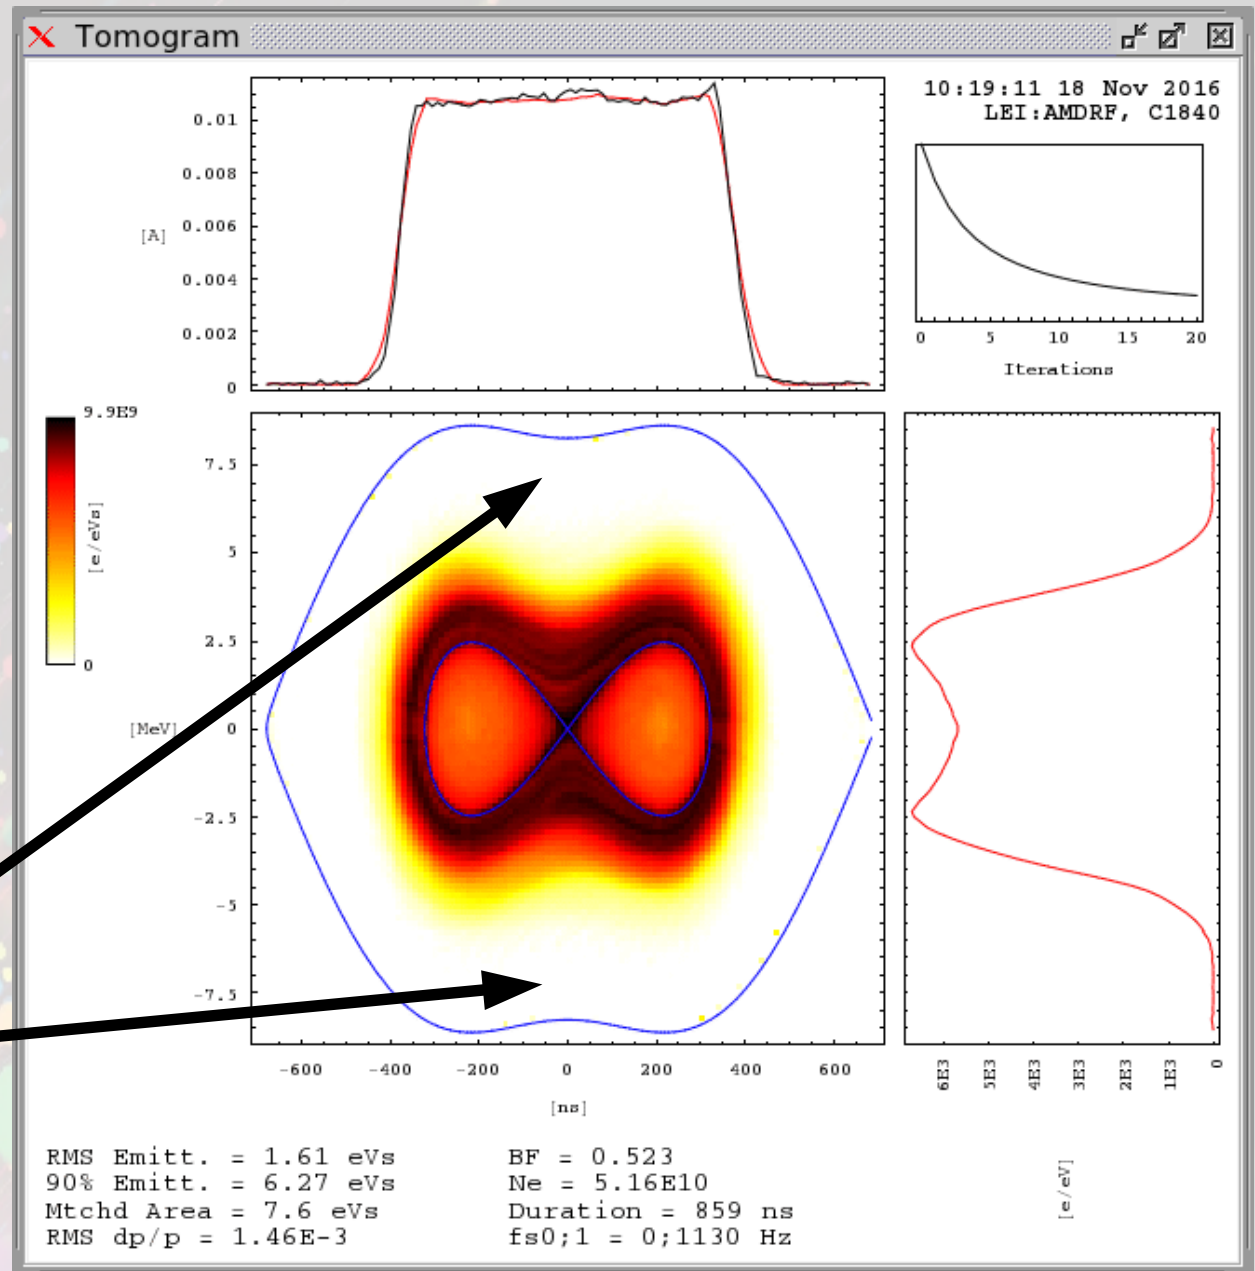 Tomogram
10:19:11 18 Nov 2016
LEI:AMDRF, C1840
0.01
0.008
0.006
[A]
0.004
0.002
0
0 5 10 15 20
Iterations
9.9E9
[e/eVs]
0
7.5
5
2.5
[MeV] 0
-2.5
-5
-7.5
-600 -400 -200 0 200 400 600
[ns]
6E3 5E3 4E3 3E3 2E3 1E3 0
[e/eV]
RMS Emitt. = 1.61 eVs
90% Emitt. = 6.27 eVs
Mtchd Area = 7.6 eVs
RMS dp/p = 1.46E-3
BF = 0.523
Ne = 5.16E10
Duration = 859 ns
fs0;1 = 0;1130 Hz